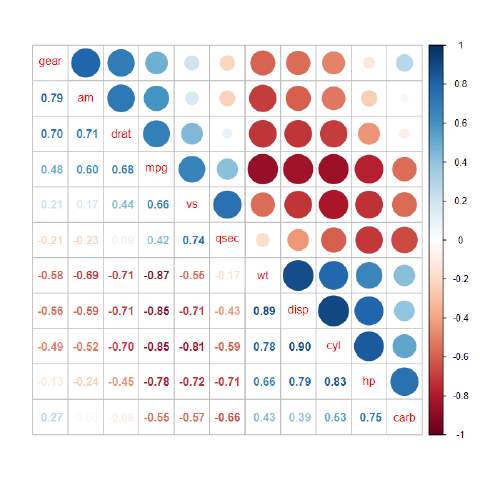 gear
0.79 am
0.70 0.71 drat
0.48 0.60 0.68 mpg
0.21 0.17 0.44 0.66 vs
-0.21 -0.23 0.09 0.42 0.74 qsec
-0.58 -0.69 -0.71 -0.87 -0.55 -0.17 wt
-0.56 -0.59 -0.71 -0.85 -0.71 -0.43 0.89 disp
-0.49 -0.52 -0.70 -0.85 -0.81 -0.59 0.78 0.90 cyl
-0.13 -0.24 -0.45 -0.78 -0.72 -0.71 0.66 0.79 0.83 hp
0.27 0.06 -0.09 -0.55 -0.57 -0.66 0.43 0.39 0.53 0.75 carb
1
0.8
0.6
0.4
0.2
0
-0.2
-0.4
-0.6
-0.8
-1